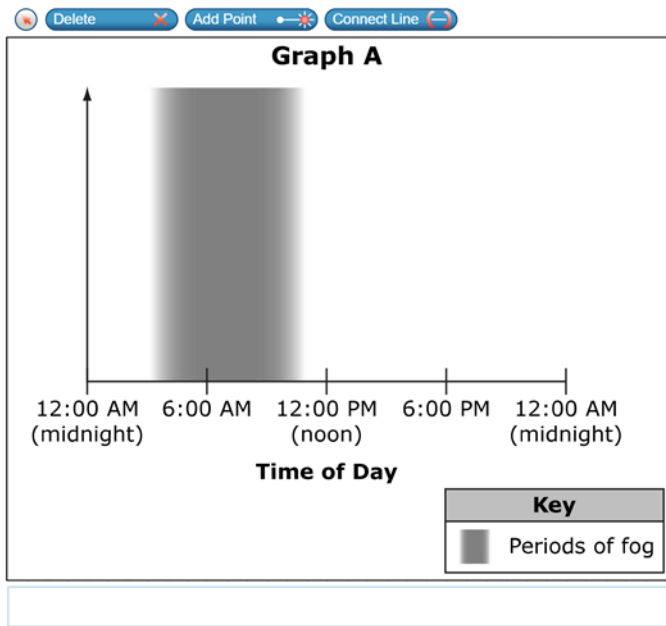 Delete Add Point Connect Line
Graph A
12:00 AM 6:00 AM 12:00 PM 6:00 PM 12:00 AM
(midnight) (noon) (midnight)
Time of Day
Key
Periods of fog